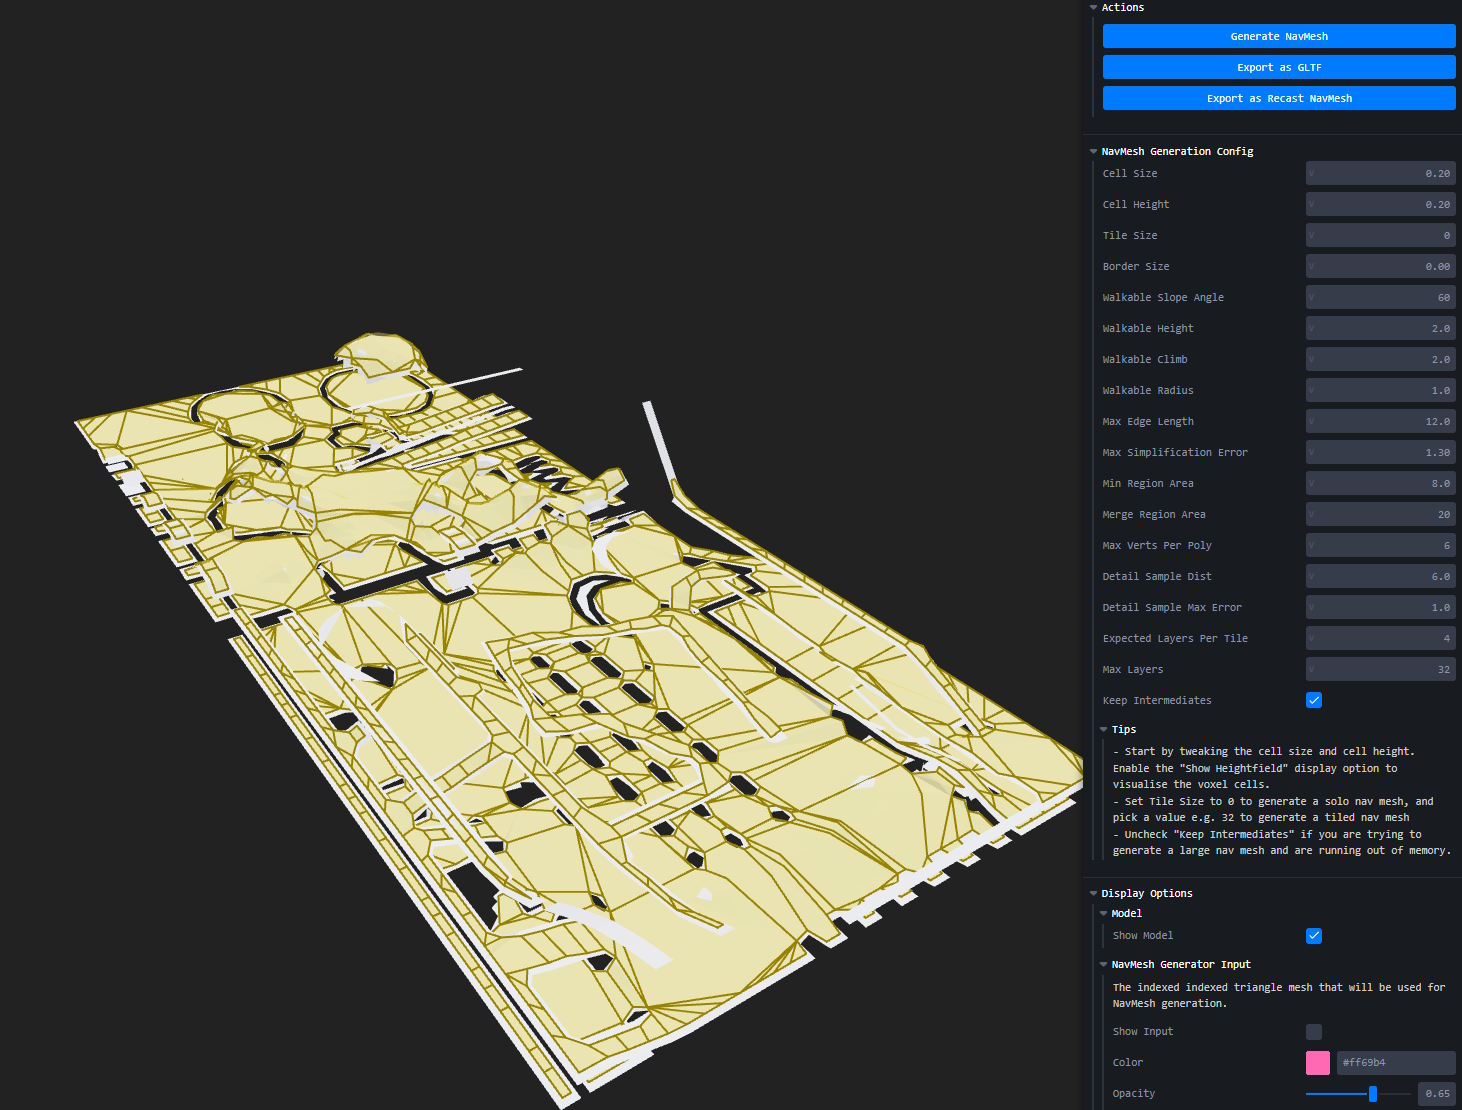 Actions
Generate NavMesh
Export as GLTF
Export as Recast NavMesh
NavMesh Generation Config
Cell Size
V 0.20
Cell Height
V 0.20
Tile Size
V 0
Border Size
V 0.00
Walkable Slope Angle
V 60
Walkable Height
V 2.0
Walkable Climb
V 2.0
Walkable Radius
V 1.0
Max Edge Length
V 12.0
Max Simplification Error
V 1.30
Min Region Area
V 8.0
Merge Region Area
V 20
Max Verts Per Poly
V 6
Detail Sample Dist
V 6.0
Detail Sample Max Error
V 1.0
Expected Layers Per Tile
V 4
Max Layers
V 32
Keep Intermediates
Tips
- Start by tweaking the cell size and cell height.
Enable the "Show Heightfield" display option to
visualise the voxel cells.
- Set Tile Size to 0 to generate a solo nav mesh, and
pick a value e.g. 32 to generate a tiled nav mesh
- Uncheck "Keep Intermediates" if you are trying to
generate a large nav mesh and are running out of memory.
Display Options
Model
Show Model
NavMesh Generator Input
The indexed indexed triangle mesh that will be used for
NavMesh generation.
Show Input
Color
#ff69b4
Opacity
0.65